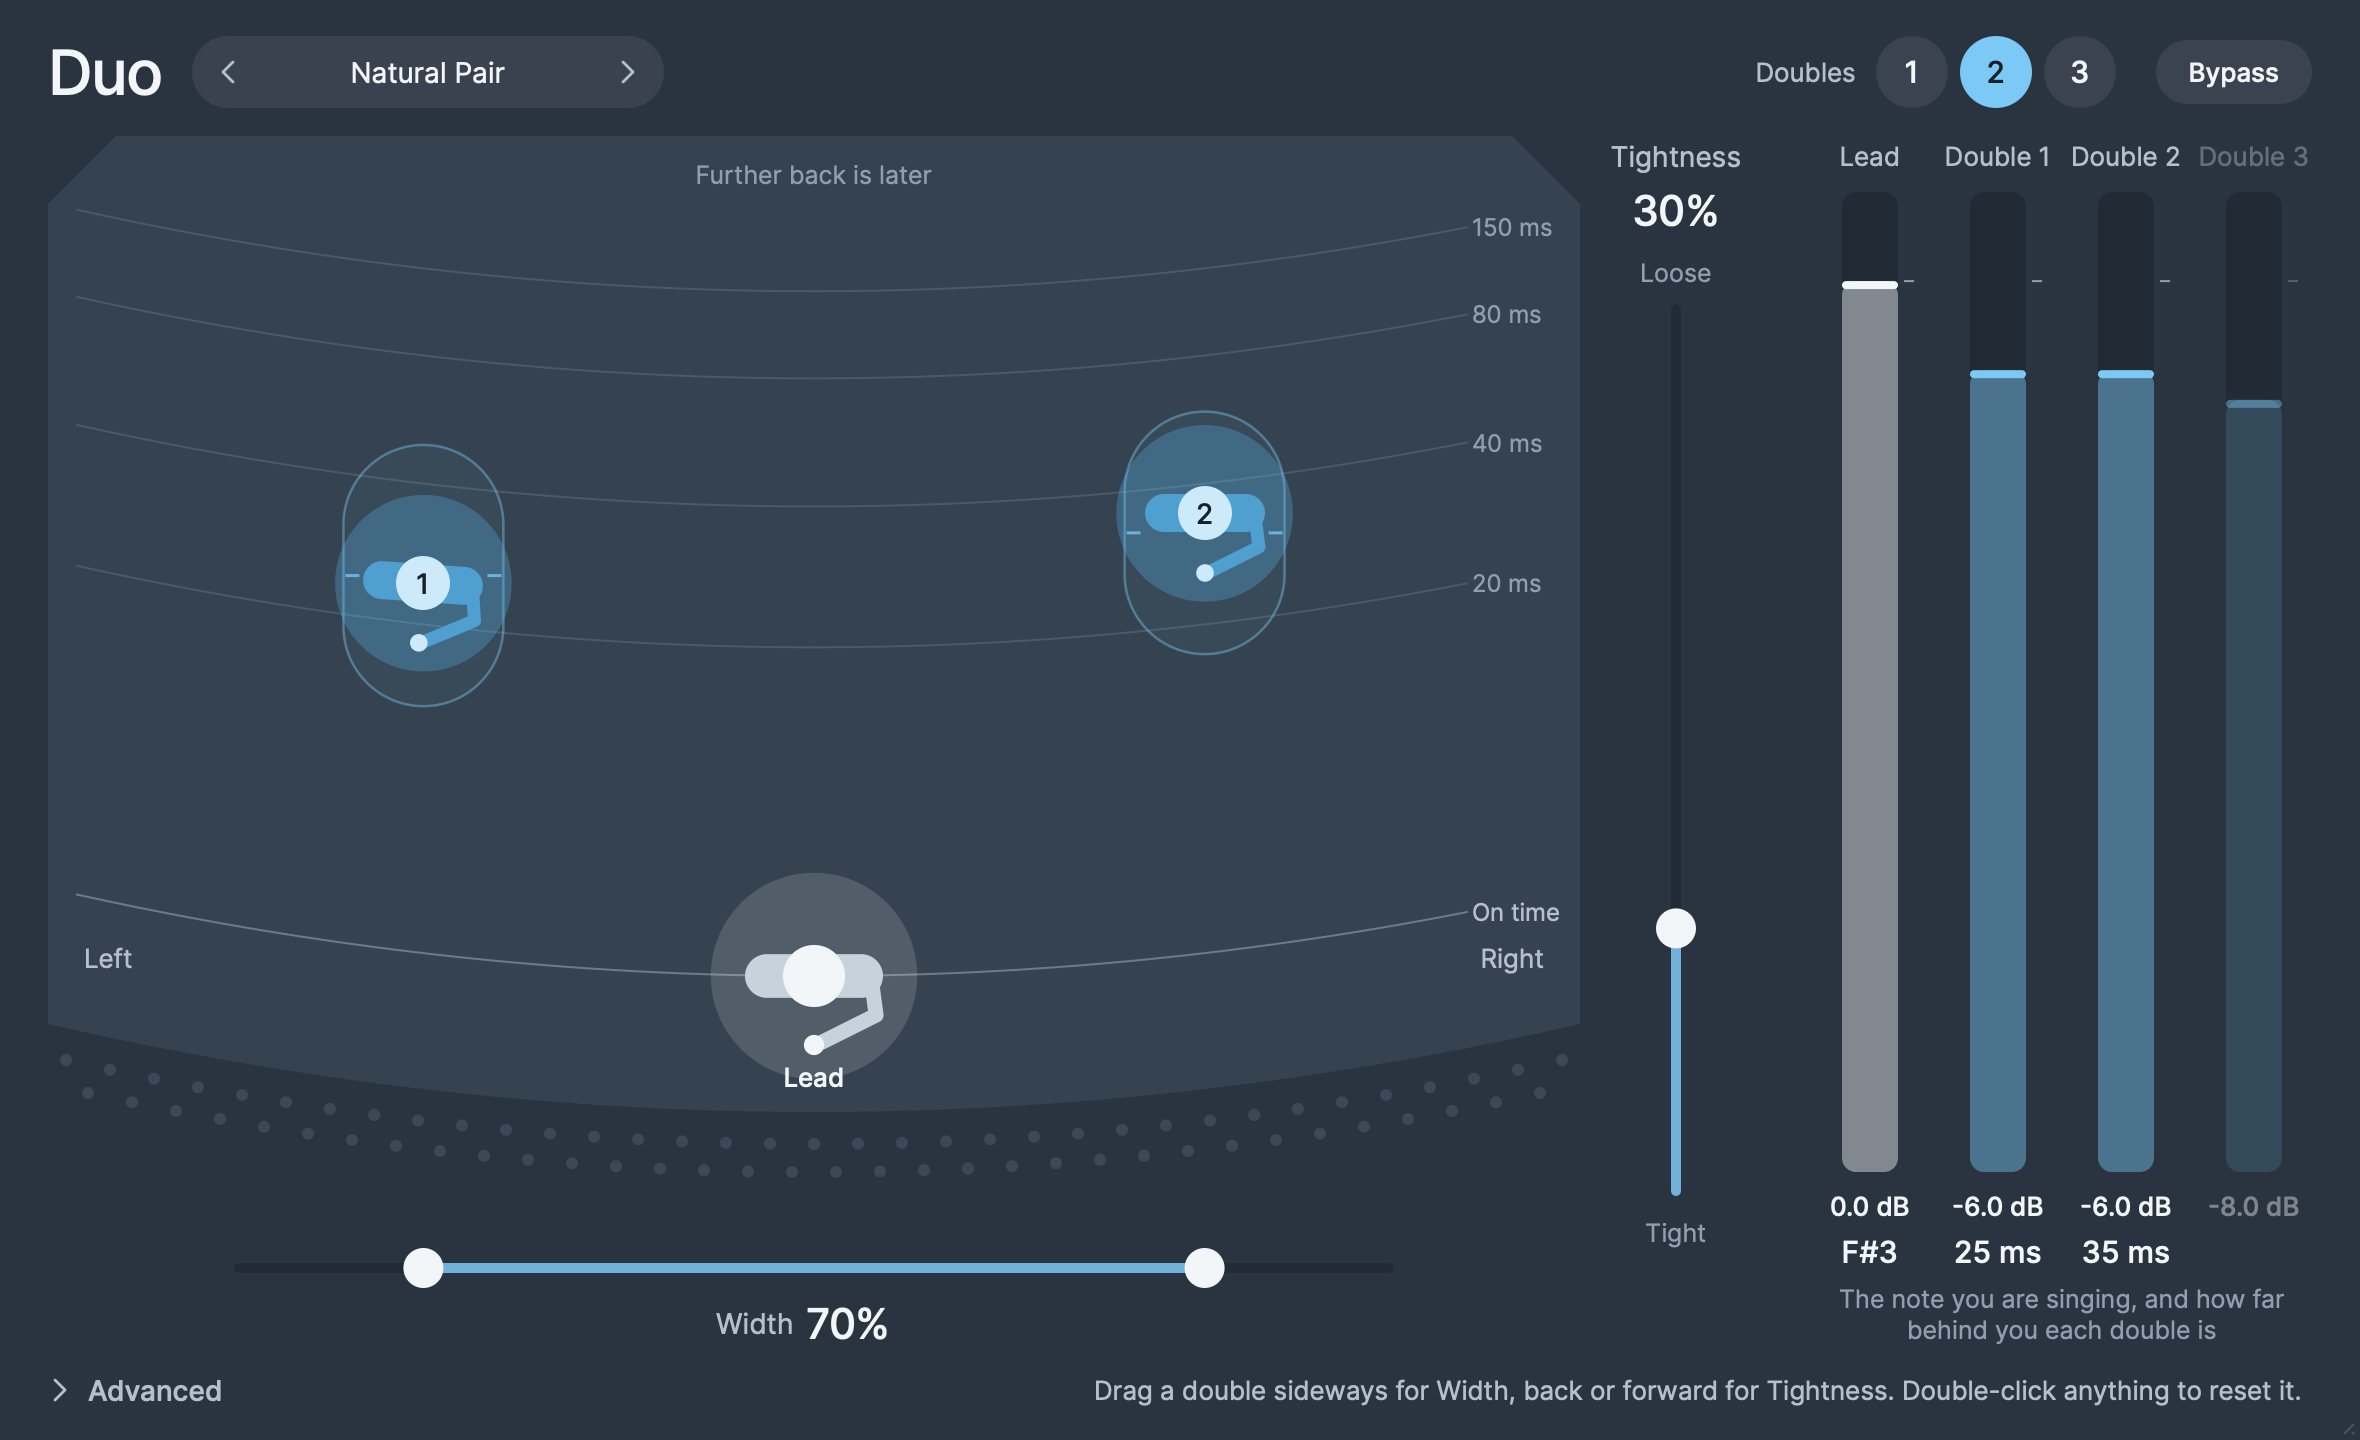 Duo
Natural Pair
Doubles 1 2 3 Bypass
Further back is later
150 ms
80 ms
40 ms
20 ms
1
2
On time
Left
Right
Lead
Width 70%
Tightness
30%
Loose
Tight
Lead Double 1 Double 2 Double 3
0.0 dB -6.0 dB -6.0 dB -8.0 dB
F#3 25 ms 35 ms
The note you are singing, and how far
behind you each double is
Advanced
Drag a double sideways for Width, back or forward for Tightness. Double-click anything to reset it.